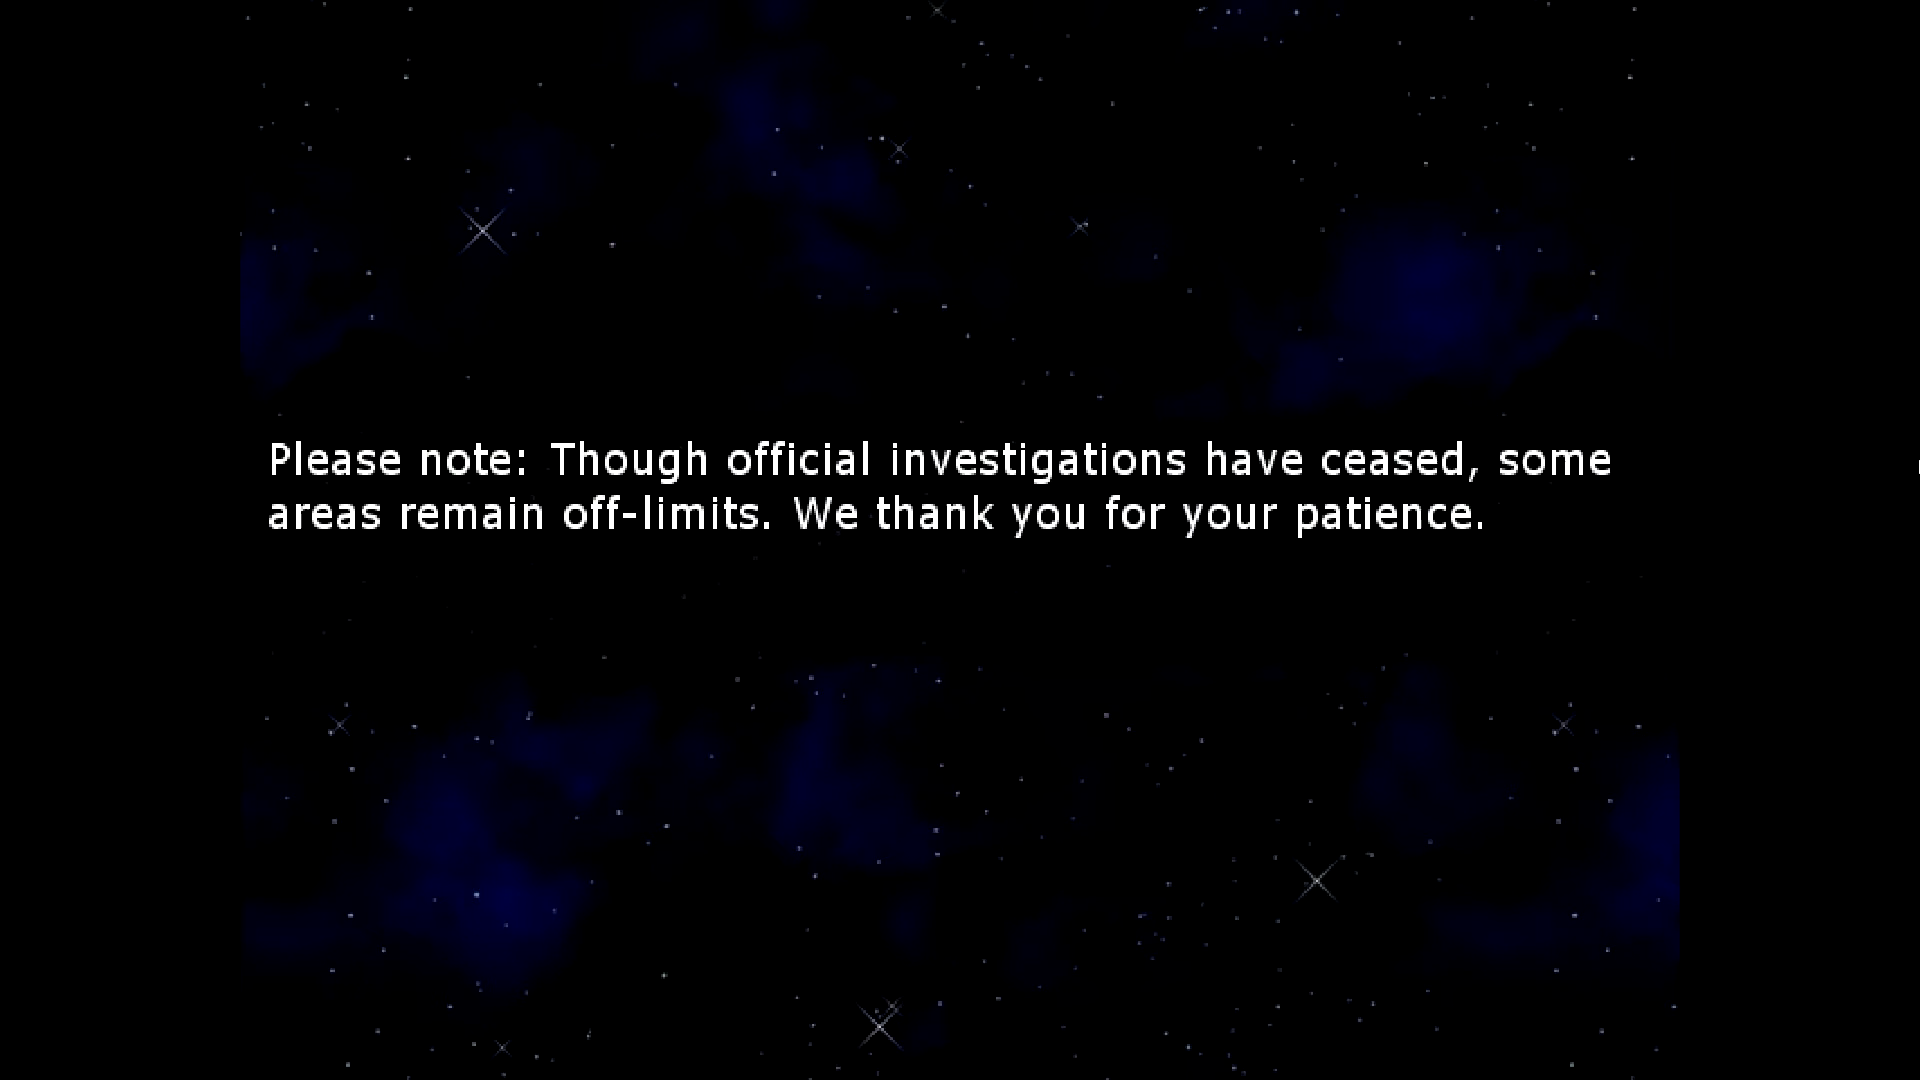 Please note: Though official investigations have ceased, some
areas remain off-limits. We thank you for your patience.